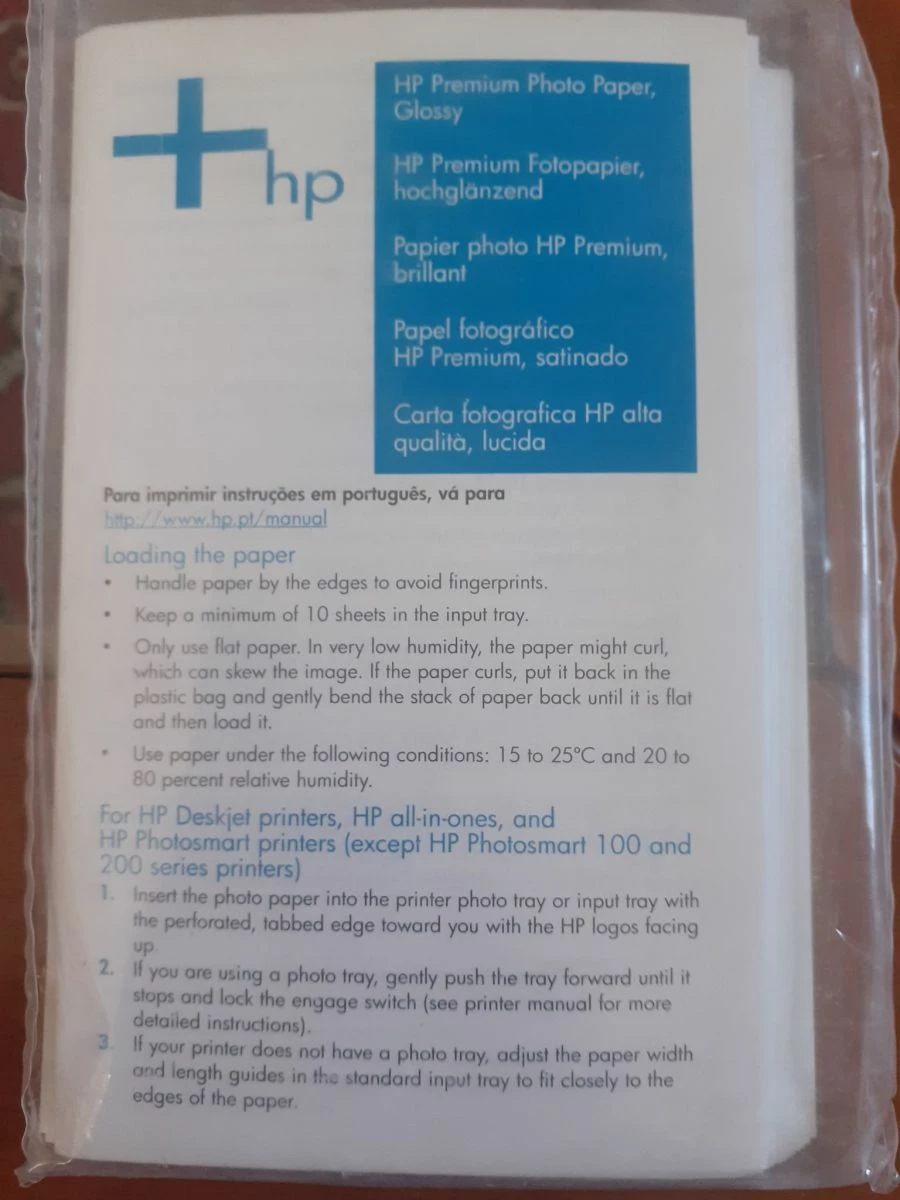 hp
HP Premium Photo Paper,
Glossy
HP Premium Fotopapier,
hochglänzend
Papier photo HP Premium,
brillant
Papel fotográfico
HP Premium, satinado
Carta fotografica HP alta
qualità, lucida
Para imprimir instruções em português, vá para
http://www.hp.pt/manual
Loading the paper
• Handle paper by the edges to avoid fingerprints.
• Keep a minimum of 10 sheets in the input tray.
• Only use flat paper. In very low humidity, the paper might curl,
which can skew the image. If the paper curls, put it back in the
plastic bag and gently bend the stack of paper back until it is flat
and then load it.
• Use paper under the following conditions: 15 to 25°C and 20 to
80 percent relative humidity.
For HP Deskjet printers, HP all-in-ones, and
HP Photosmart printers (except HP Photosmart 100 and
200 series printers)
1. Insert the photo paper into the printer photo tray or input tray with
the perforated, tabbed edge toward you with the HP logos facing
up.
2. If you are using a photo tray, gently push the tray forward until it
stops and lock the engage switch (see printer manual for more
detailed instructions).
3. If your printer does not have a photo tray, adjust the paper width
and length guides in the standard input tray to fit closely to the
edges of the paper.